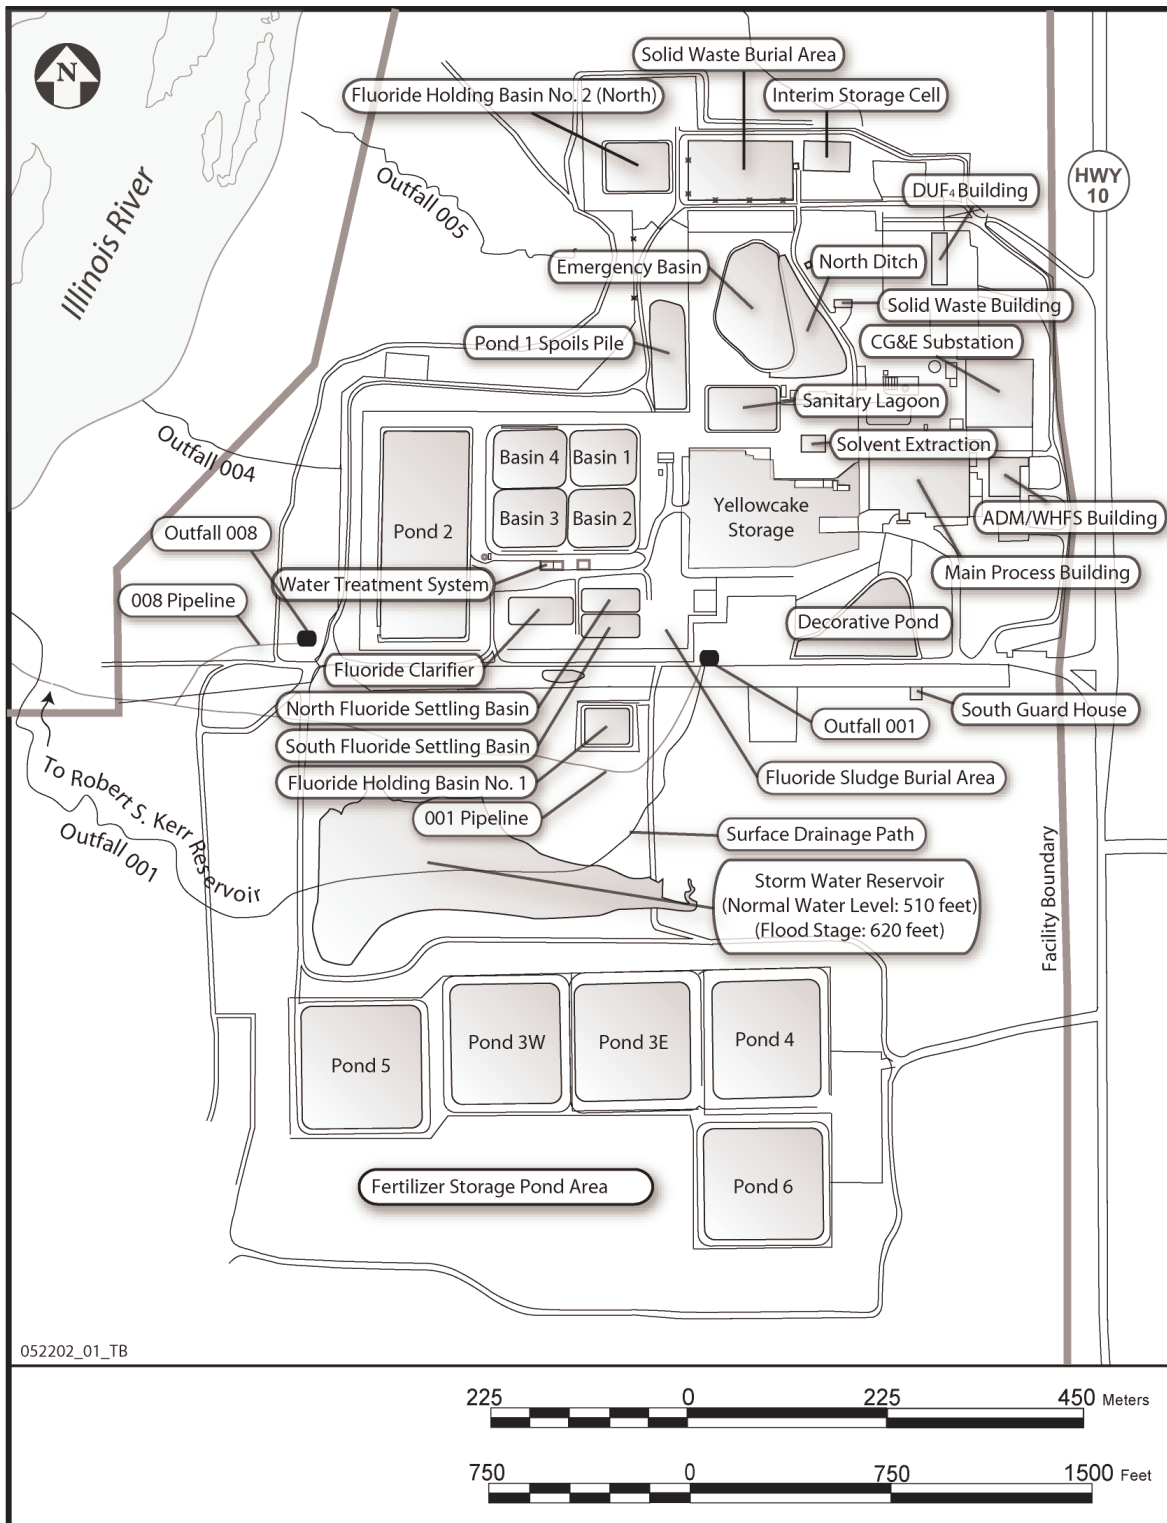 Solid Waste Burial Area
N
Fluoride Holding Basin No. 2 (North)
Interim Storage Cell
HWY
10
Illinois River
Outfall 005
DUF4 Building
Emergency Basin
North Ditch
Solid Waste Building
Pond 1 Spoils Pile
CG&E Substation
Sanitary Lagoon
Outfall 004
Solvent Extraction
Basin 4
Basin 1
Basin 3
Basin 2
Pond 2
Yellowcake
Storage
ADM/WHFS Building
Outfall 008
Water Treatment System
Main Process Building
008 Pipeline
Decorative Pond
Fluoride Clarifier
North Fluoride Settling Basin
South Guard House
Outfall 001
South Fluoride Settling Basin
Fluoride Holding Basin No. 1
Fluoride Sludge Burial Area
To Robert S. Kerr Reservoir
Outfall 001
001 Pipeline
Surface Drainage Path
Storm Water Reservoir
(Normal Water Level: 510 feet)
(Flood Stage: 620 feet)
Facility Boundary
Pond 5
Pond 3W
Pond 3E
Pond 4
Fertilizer Storage Pond Area
Pond 6
052202_01_TB
225 0 225 450 Meters
750 0 750 1500 Feet